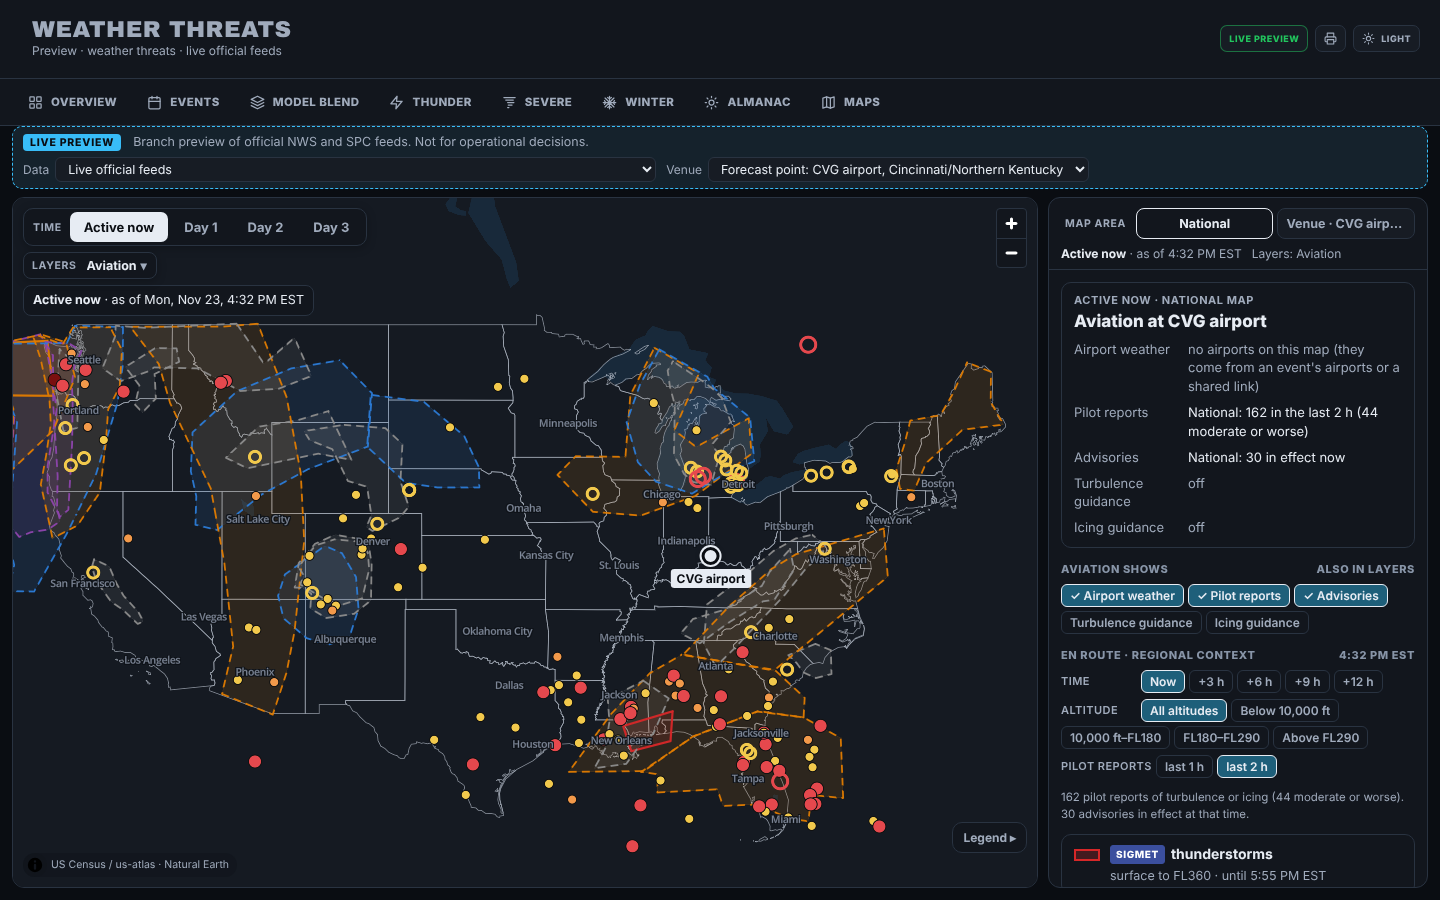 WEATHER THREATS
Preview · weather threats · live official feeds
LIVE PREVIEW
LIGHT
OVERVIEW
EVENTS
MODEL BLEND
THUNDER
SEVERE
WINTER
ALMANAC
MAPS
LIVE PREVIEW Branch preview of official NWS and SPC feeds. Not for operational decisions.
Data Live official feeds Venue Forecast point: CVG airport, Cincinnati/Northern Kentucky
TIME Active now Day 1 Day 2 Day 3
LAYERS Aviation ▾
Active now · as of Mon, Nov 23, 4:32 PM EST
+
−
Seattle
Portland
Minneapolis
Detroit
Chicago
Boston
Omaha
Salt Lake City
New York
Pittsburgh
Denver
Indianapolis
Kansas City
Washington
St. Louis
San Francisco
CVG airport
Las Vegas
Oklahoma City
Memphis
Charlotte
Albuquerque
Los Angeles
Atlanta
Phoenix
Dallas
Jackson
Jacksonville
New Orleans
Houston
Tampa
Miami
Legend ▸
US Census / us-atlas · Natural Earth
MAP AREA National Venue · CVG airp...
Active now · as of 4:32 PM EST Layers: Aviation
ACTIVE NOW · NATIONAL MAP
Aviation at CVG airport
Airport weather no airports on this map (they
come from an event's airports or a
shared link)
Pilot reports National: 162 in the last 2 h (44
moderate or worse)
Advisories National: 30 in effect now
Turbulence off
guidance
Icing guidance off
AVIATION SHOWS ALSO IN LAYERS
✓ Airport weather ✓ Pilot reports ✓ Advisories
Turbulence guidance Icing guidance
EN ROUTE · REGIONAL CONTEXT 4:32 PM EST
TIME Now +3 h +6 h +9 h +12 h
ALTITUDE All altitudes Below 10,000 ft
10,000 ft–FL180 FL180–FL290 Above FL290
PILOT REPORTS last 1 h last 2 h
162 pilot reports of turbulence or icing (44 moderate or worse).
30 advisories in effect at that time.
SIGMET thunderstorms
surface to FL360 · until 5:55 PM EST